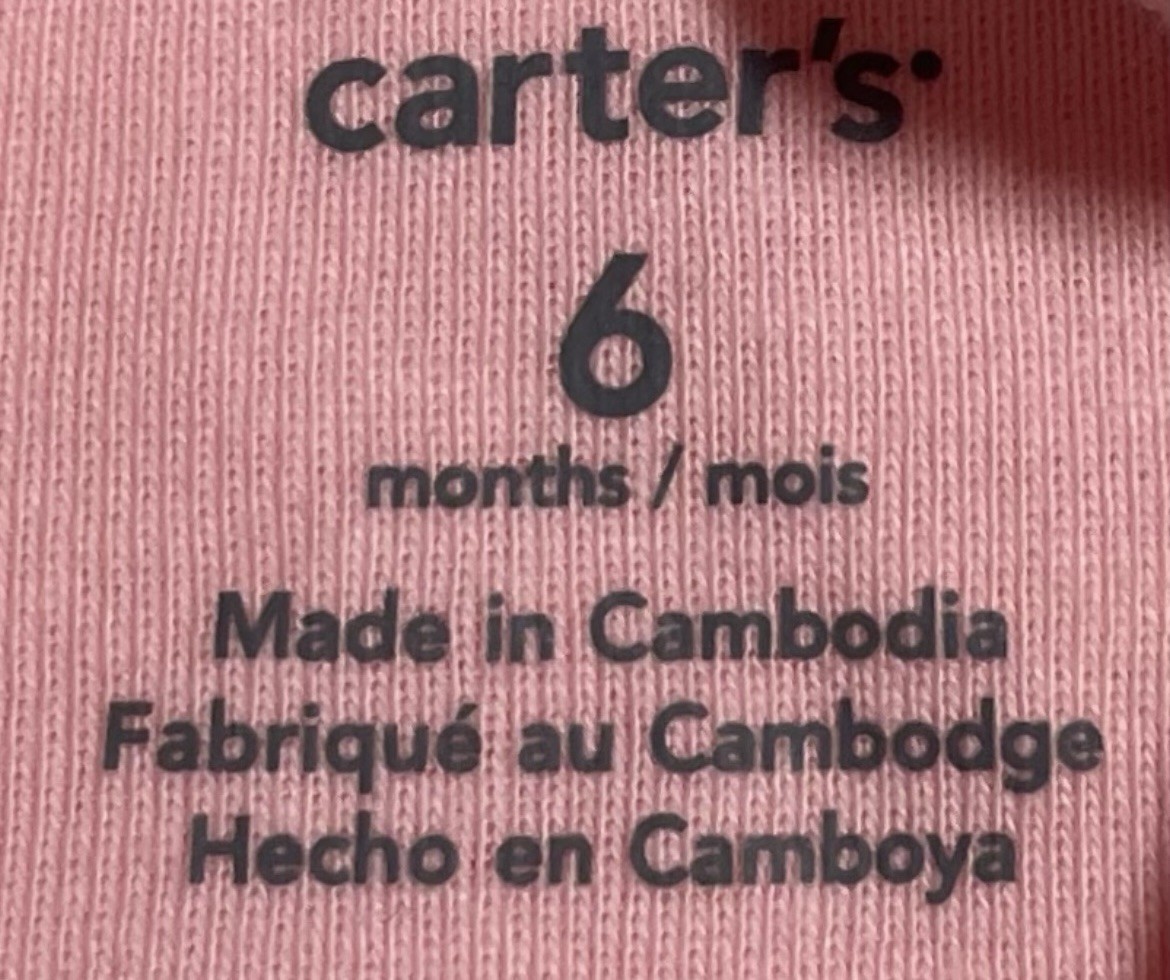 carter's
6
months / mois
Made in Cambodia
Fabriqué au Cambodge
Hecho en Camboya